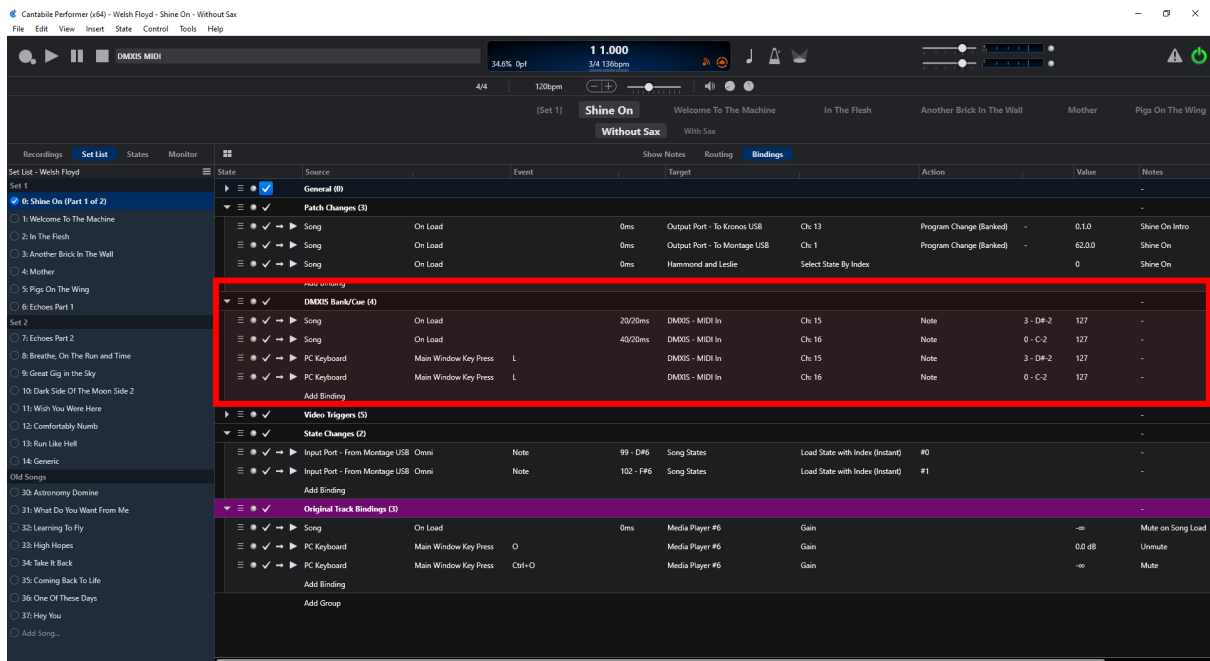 Cantabile Performer (x64) - Welsh Floyd - Shine On - Without Sax
File Edit View Insert State Control Tools Help
DMXIS MIDI
34.6% 0pf
1 1.000
3/4 136bpm
4/4 120bpm
[Set 1] Shine On Welcome To The Machine In The Flesh Another Brick In The Wall Mother Pigs On The Wing
Without Sax With Sax
Recordings Set List States Monitor
Show Notes Routing Bindings
Set List - Welsh Floyd
State Source Event Target Action Value Notes
Set 1
0: Shine On (Part 1 of 2)
1: Welcome To The Machine
2: In The Flesh
3: Another Brick In The Wall
4: Mother
5: Pigs On The Wing
6: Echoes Part 1
Set 2
7: Echoes Part 2
8: Breathe, On The Run and Time
9: Great Gig in the Sky
10: Dark Side Of The Moon Side 2
11: Wish You Were Here
12: Comfortably Numb
13: Run Like Hell
14: Generic
Old Songs
30: Astronomy Domine
31: What Do You Want From Me
32: Learning To Fly
33: High Hopes
34: Take It Back
35: Coming Back To Life
36: One Of These Days
37: Hey You
Add Song...
General (0) -
Patch Changes (3) -
Song On Load 0ms Output Port - To Kronos USB Ch: 13 Program Change (Banked) - 0.1.0 Shine On Intro
Song On Load 0ms Output Port - To Montage USB Ch: 1 Program Change (Banked) - 62.0.0 Shine On
Song On Load 0ms Hammond and Leslie Select State By Index 0 Shine On
Add Binding
DMXIS Bank/Cue (4) -
Song On Load 20/20ms DMXIS - MIDI In Ch: 15 Note 3 - D#-2 127 -
Song On Load 40/20ms DMXIS - MIDI In Ch: 16 Note 0 - C-2 127 -
PC Keyboard Main Window Key Press L DMXIS - MIDI In Ch: 15 Note 3 - D#-2 127 -
PC Keyboard Main Window Key Press L DMXIS - MIDI In Ch: 16 Note 0 - C-2 127 -
Add Binding
Video Triggers (5) -
State Changes (2) -
Input Port - From Montage USB Omni Note 99 - D#6 Song States Load State with Index (Instant) #0 -
Input Port - From Montage USB Omni Note 102 - F#6 Song States Load State with Index (Instant) #1 -
Add Binding
Original Track Bindings (3) -
Song On Load 0ms Media Player #6 Gain -∞ Mute on Song Load
PC Keyboard Main Window Key Press O Media Player #6 Gain 0.0 dB Unmute
PC Keyboard Main Window Key Press Ctrl+O Media Player #6 Gain -∞ Mute
Add Binding
Add Group